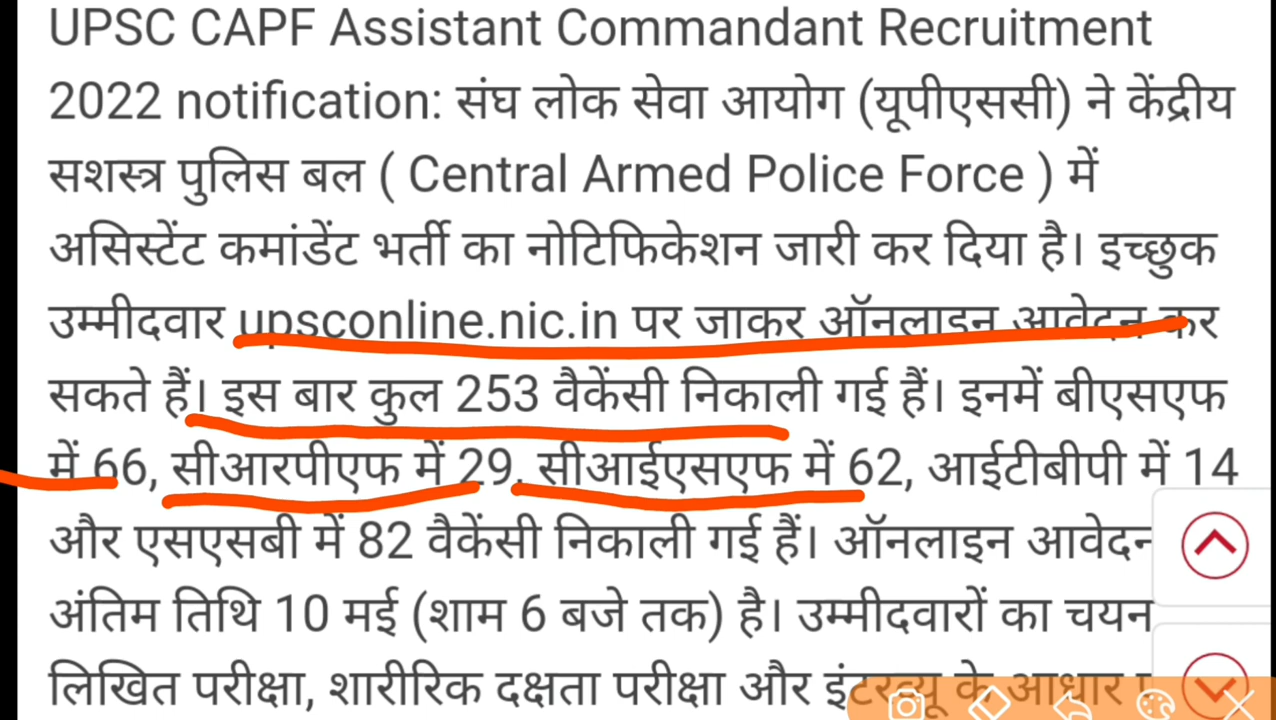 UPSC CAPF Assistant Commandant Recruitment
2022 notification: संघ लोक सेवा आयोग (यूपीएससी) ने केंद्रीय
सशस्त्र पुलिस बल ( Central Armed Police Force ) में
असिस्टेंट कमांडेंट भर्ती का नोटिफिकेशन जारी कर दिया है। इच्छुक
उम्मीदवार upsconline.nic.in पर जाकर ऑनलाइन आवेदन कर
सकते हैं। इस बार कुल 253 वैकेंसी निकाली गई हैं। इनमें बीएसएफ
में 66, सीआरपीएफ में 29, सीआईएसएफ में 62, आईटीबीपी में 14
और एसएसबी में 82 वैकेंसी निकाली गई हैं। ऑनलाइन आवेदन
अंतिम तिथि 10 मई (शाम 6 बजे तक) है। उम्मीदवारों का चयन
लिखित परीक्षा, शारीरिक दक्षता परीक्षा और इंटरव्यू के आधार